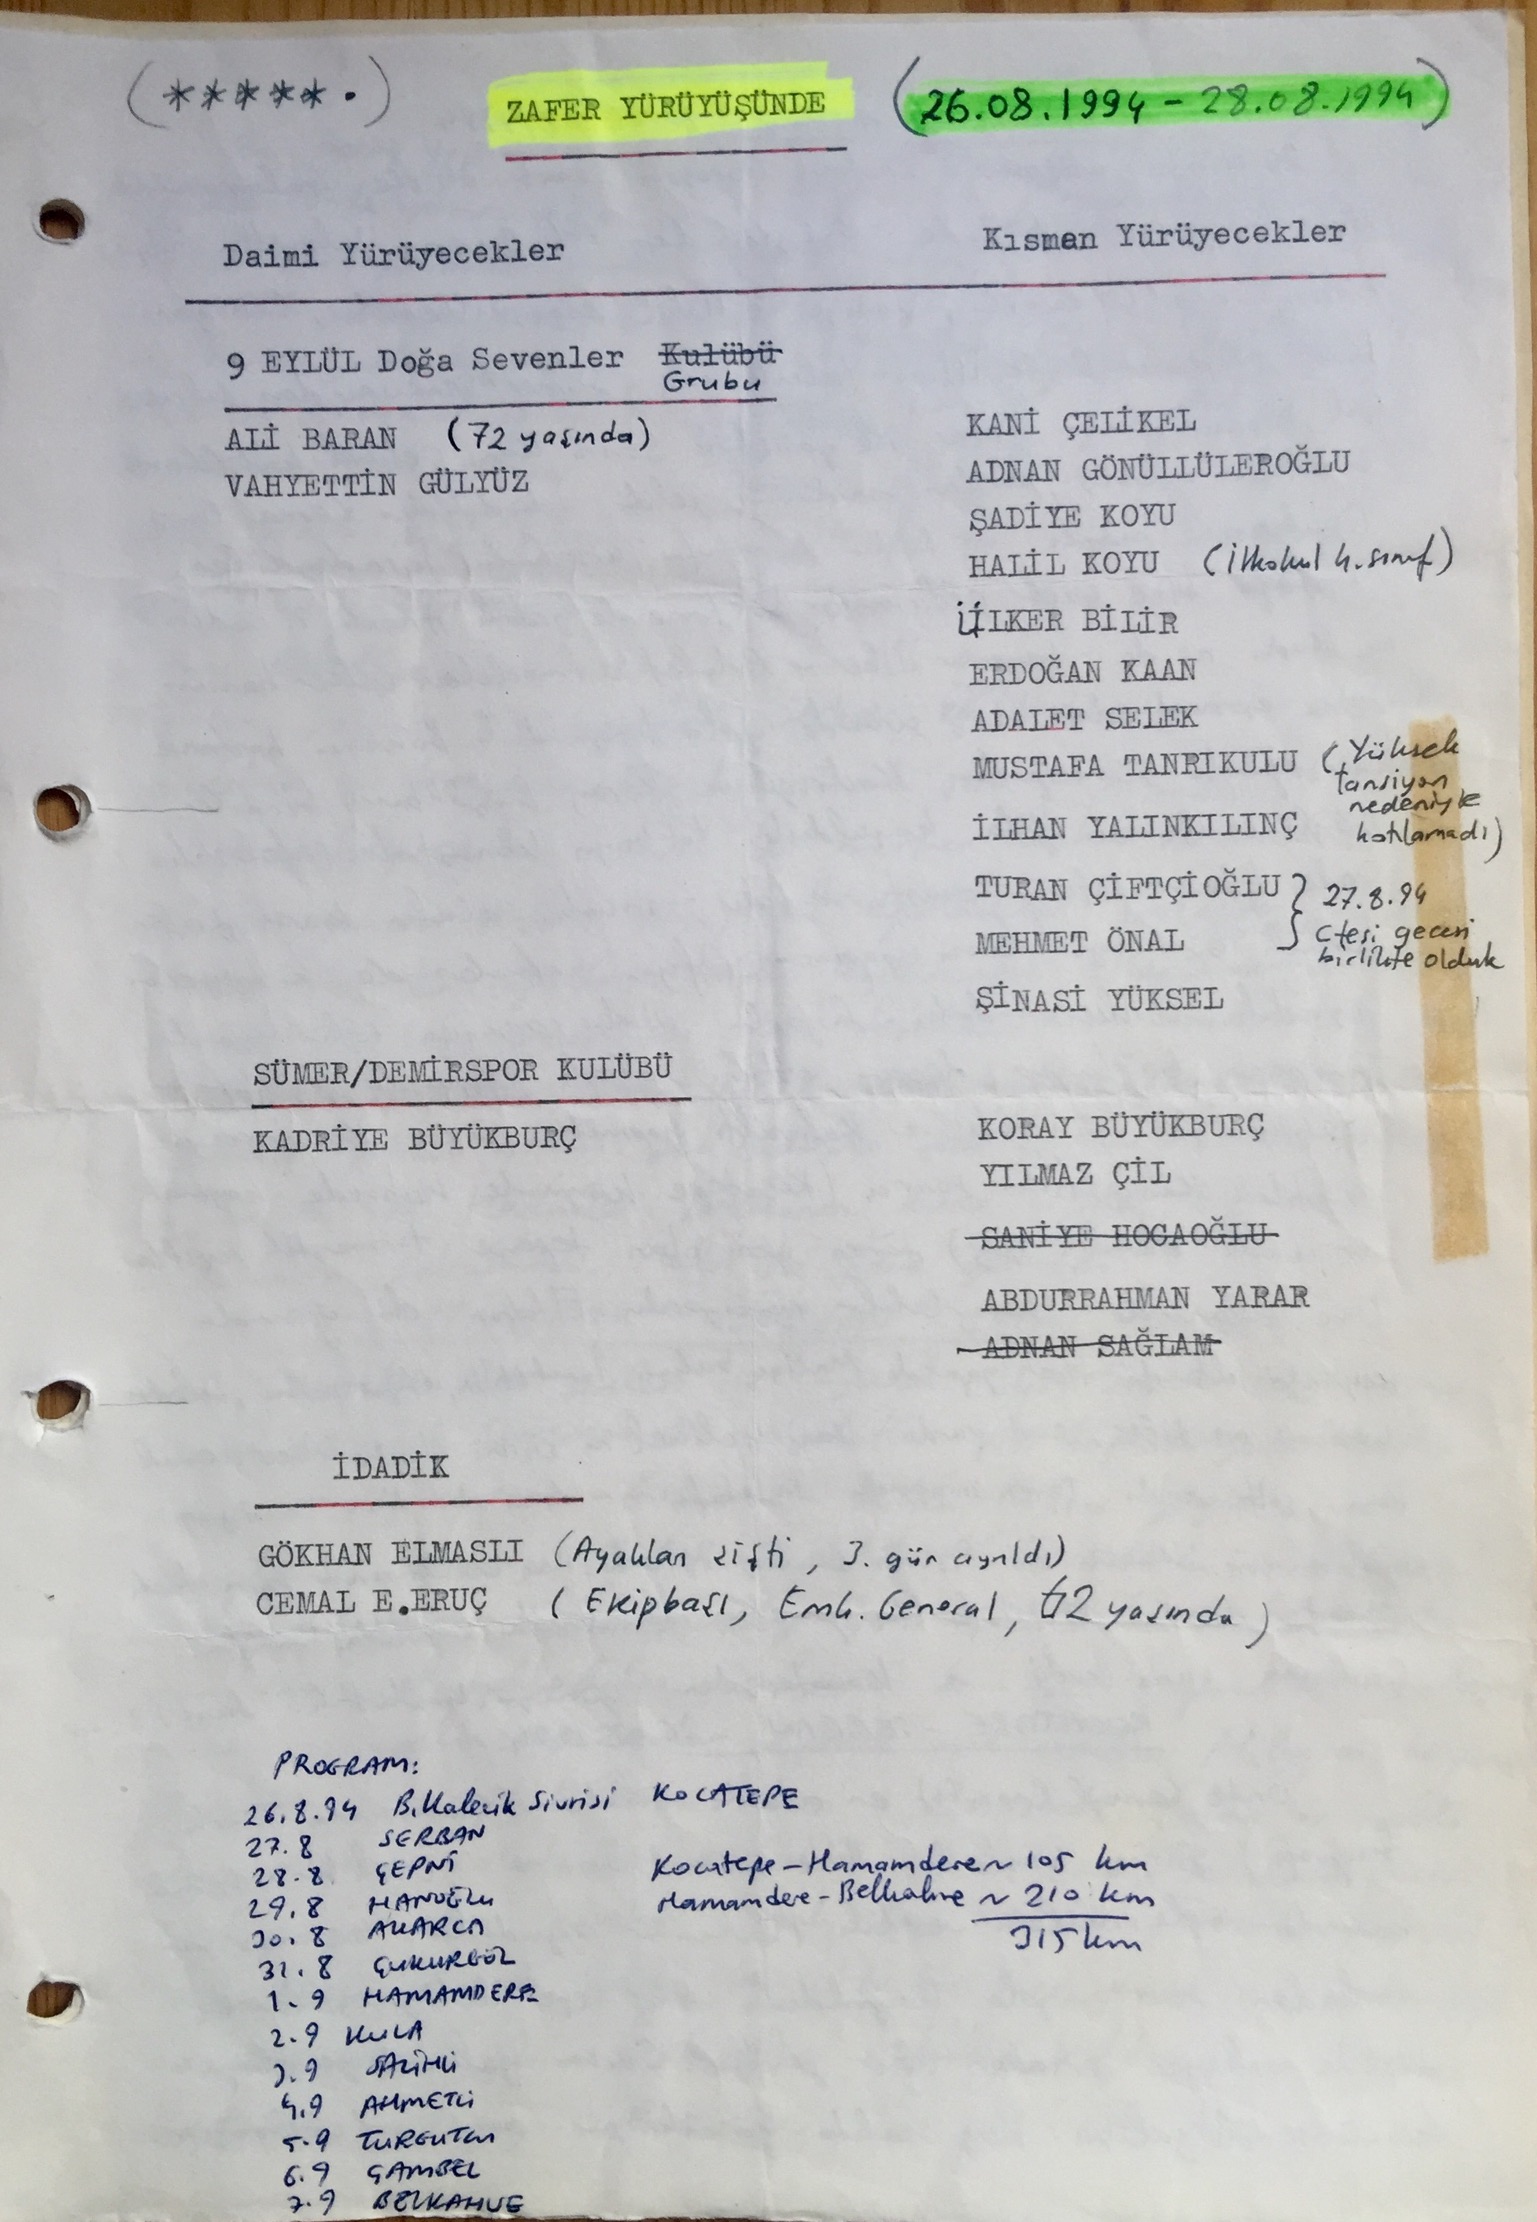 (*****.) ZAFER YÜRÜYÜŞÜNDE (26.08.1994 - 28.08.1994)
Daimi Yürüyecekler Kısman Yürüyecekler
9 EYLÜL Doğa Sevenler Kulübü
Grubu
ALİ BARAN (72 yaşında)
VAHYETTİN GÜLYÜZ
KANİ ÇELİKEL
ADNAN GÖNÜLLÜLEROĞLU
ŞADİYE KOYU
HALİL KOYU (İlkokul 4. sınıf)
İLKER BİLİR
ERDOĞAN KAAN
ADALET SELEK
MUSTAFA TANRIKULU (Yüksek
tansiyon
nedeniyle
katılamadı)
İLHAN YALINKILINÇ
TURAN ÇİFTÇİOĞLU } 27.8.94
MEHMET ÖNAL Ctesi gecesi
birlikte olduk
ŞİNASİ YÜKSEL
SÜMER/DEMİRSPOR KULÜBÜ
KADRİYE BÜYÜKBURÇ
KORAY BÜYÜKBURÇ
YILMAZ ÇİL
SANİYE HOCAOĞLU
ABDURRAHMAN YARAR
ADNAN SAĞLAM
İDADİK
GÖKHAN ELMASLI (Ayakları şişti, 3. gün ayrıldı)
CEMAL E.ERUÇ (Ekipbaşı, Emk. General, 62 yaşında)
PROGRAM:
26.8.94 B.Kalecik Sivrisi KOCATEPE
27.8 SERBAN
28.8 ÇEPNİ Kocatepe - Hamamdere ~ 105 km
29.8 HANOĞLU Hamamdere - Belkahve ~ 210 km
30.8 AKARCA 315 km
31.8 ÇUKURGÖL
1.9 HAMAMDERE
2.9 KULA
3.9 SALİHLİ
4.9 AHMETLİ
5.9 TURGUTLU
6.9 ÇAMBEL
7.9 BELKAHVE